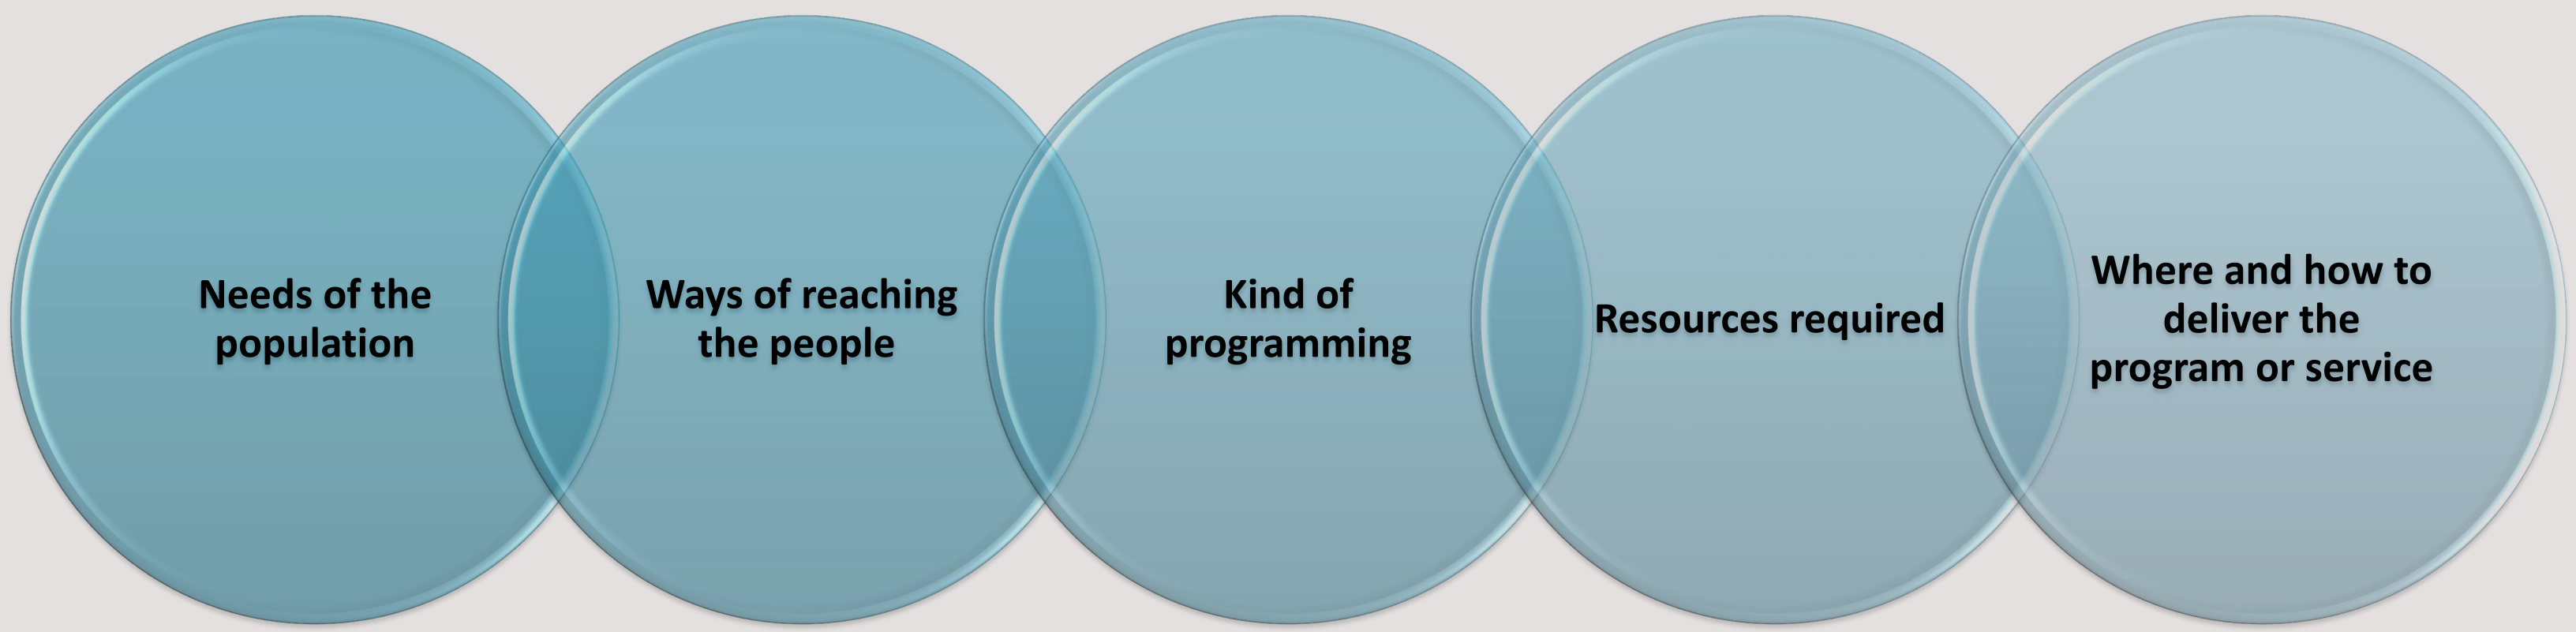 Needs of the
population
Ways of reaching
the people
Kind of
programming
Resources required
Where and how to
deliver the
program or service